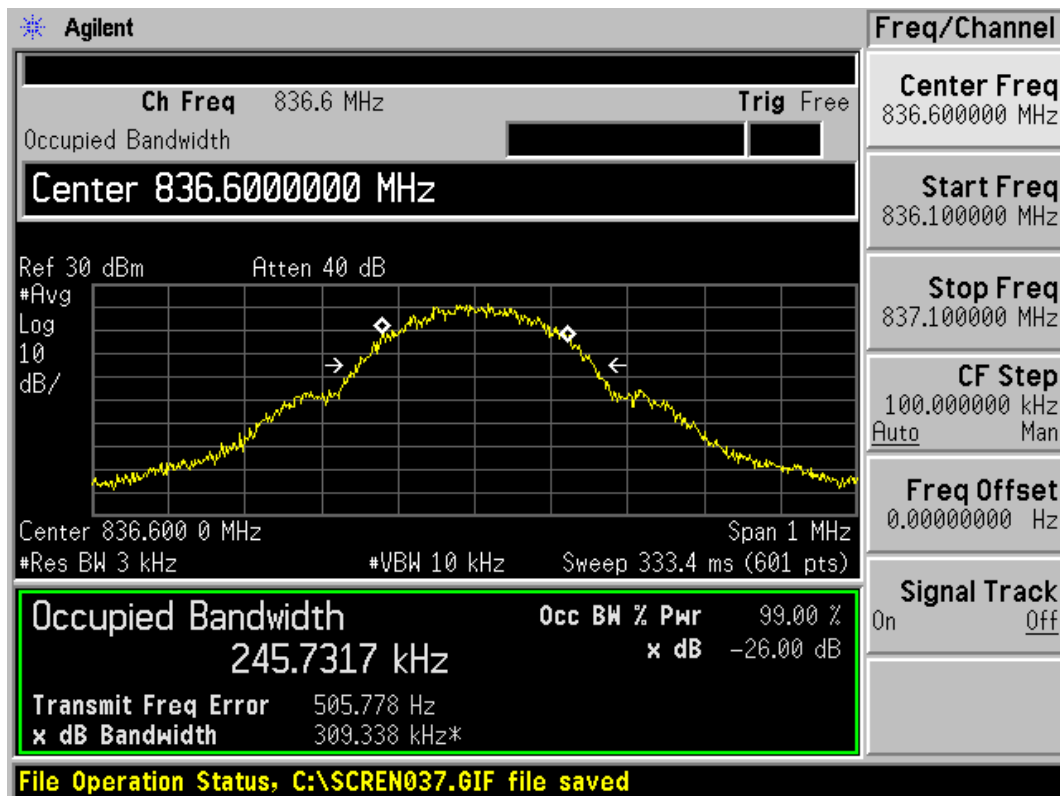 Agilent
Freq/Channel
Ch Freq 836.6 MHz Trig Free
Occupied Bandwidth
Center 836.6000000 MHz
Ref 30 dBm Atten 40 dB
#Avg
Log
10
dB/
Center 836.600 0 MHz Span 1 MHz
#Res BW 3 kHz #VBW 10 kHz Sweep 333.4 ms (601 pts)
Occupied Bandwidth Occ BW % Pwr 99.00 %
245.7317 kHz x dB -26.00 dB
Transmit Freq Error 505.778 Hz
x dB Bandwidth 309.338 kHz*
File Operation Status, C:\SCREN037.GIF file saved
Center Freq
836.600000 MHz
Start Freq
836.100000 MHz
Stop Freq
837.100000 MHz
CF Step
100.000000 kHz
Auto Man
Freq Offset
0.00000000 Hz
Signal Track
On Off